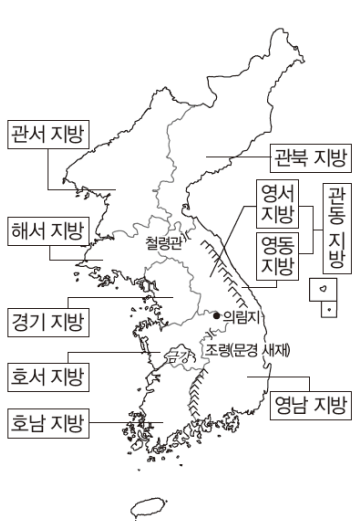 관서 지방
관북 지방
영서
지방
관
동
지
방
해서 지방
철령관
영동
지방
경기 지방
의림지
조령(문경 새재)
호서 지방
금강
영남 지방
호남 지방